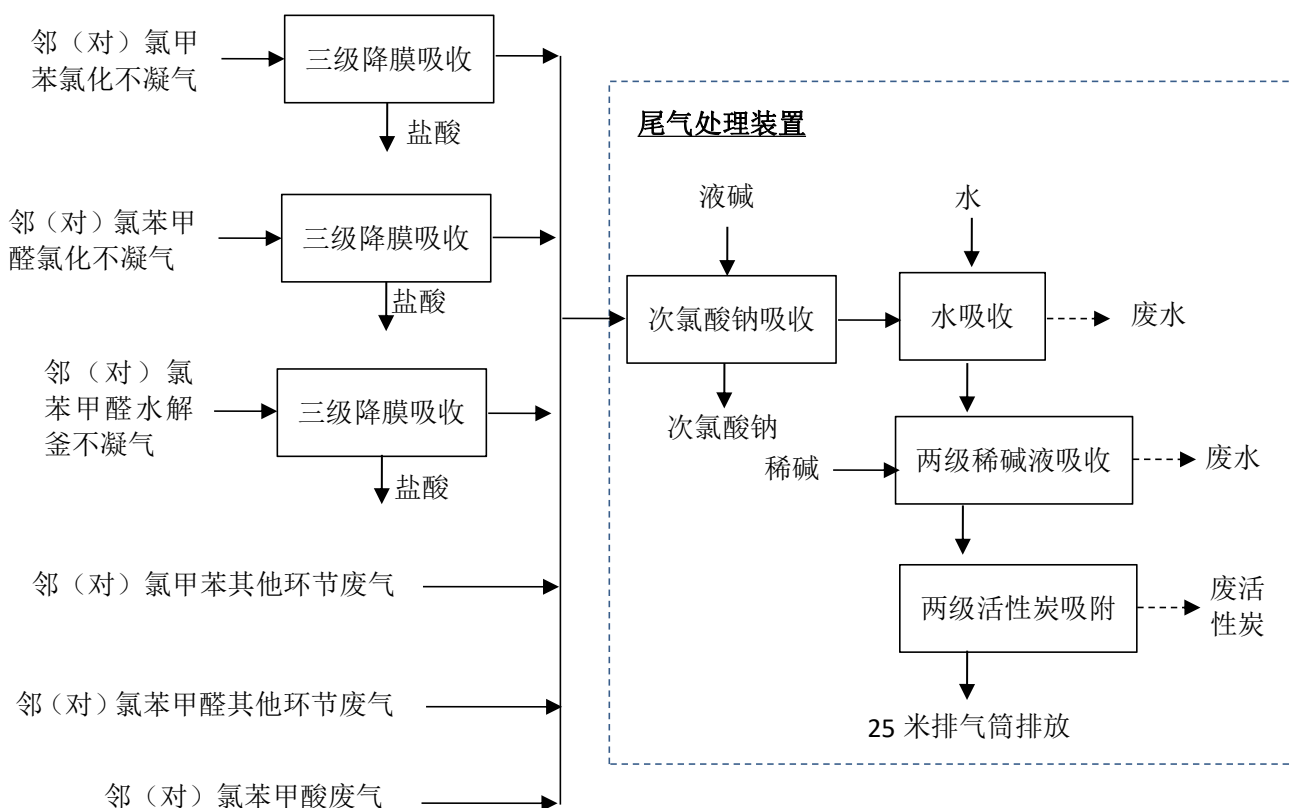 邻（对）氯甲
苯氯化不凝气
三级降膜吸收
盐酸
邻（对）氯苯甲
醛氯化不凝气
三级降膜吸收
盐酸
邻（对）氯
苯甲醛水解
釜不凝气
三级降膜吸收
盐酸
邻（对）氯甲苯其他环节废气
邻（对）氯苯甲醛其他环节废气
邻（对）氯苯甲酸废气
尾气处理装置
液碱
水
次氯酸钠吸收
水吸收
废水
次氯酸钠
稀碱
两级稀碱液吸收
废水
两级活性炭吸附
废活
性炭
25 米排气筒排放